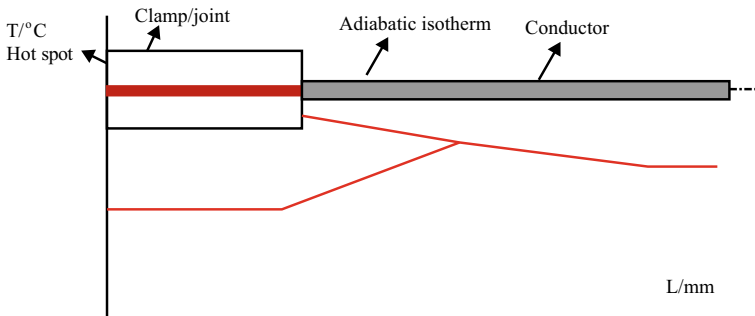 Clamp/joint
T/°C
Hot spot
Adiabatic isotherm
Conductor
L/mm